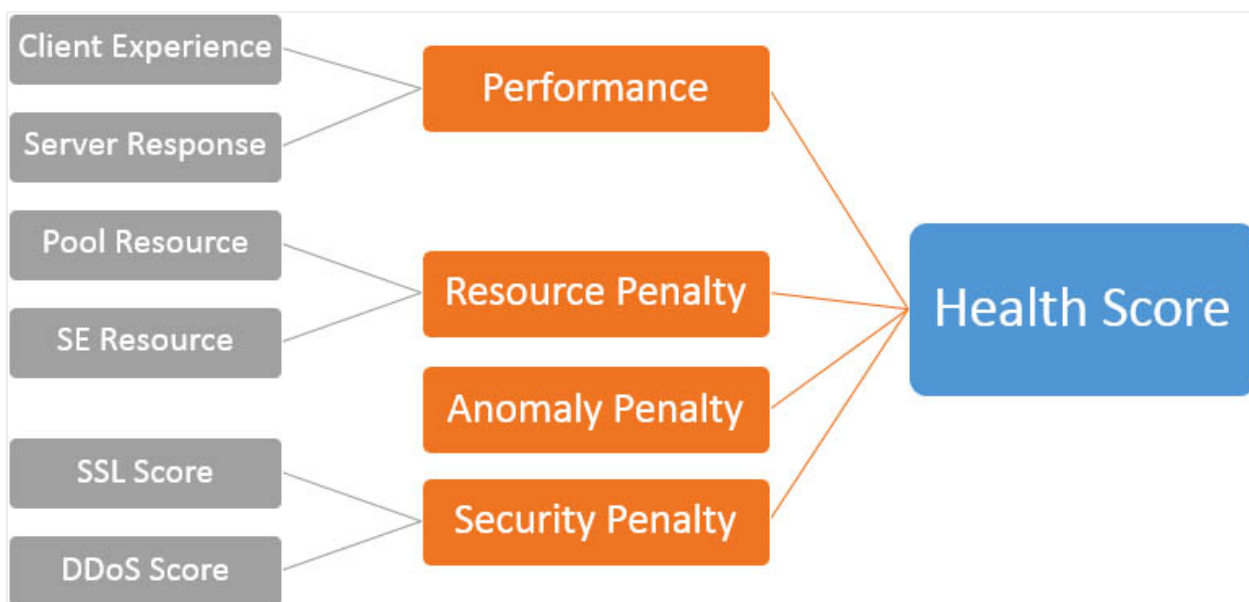 Client Experience
Server Response
Pool Resource
SE Resource
SSL Score
DDoS Score
Performance
Resource Penalty
Anomaly Penalty
Security Penalty
Health Score